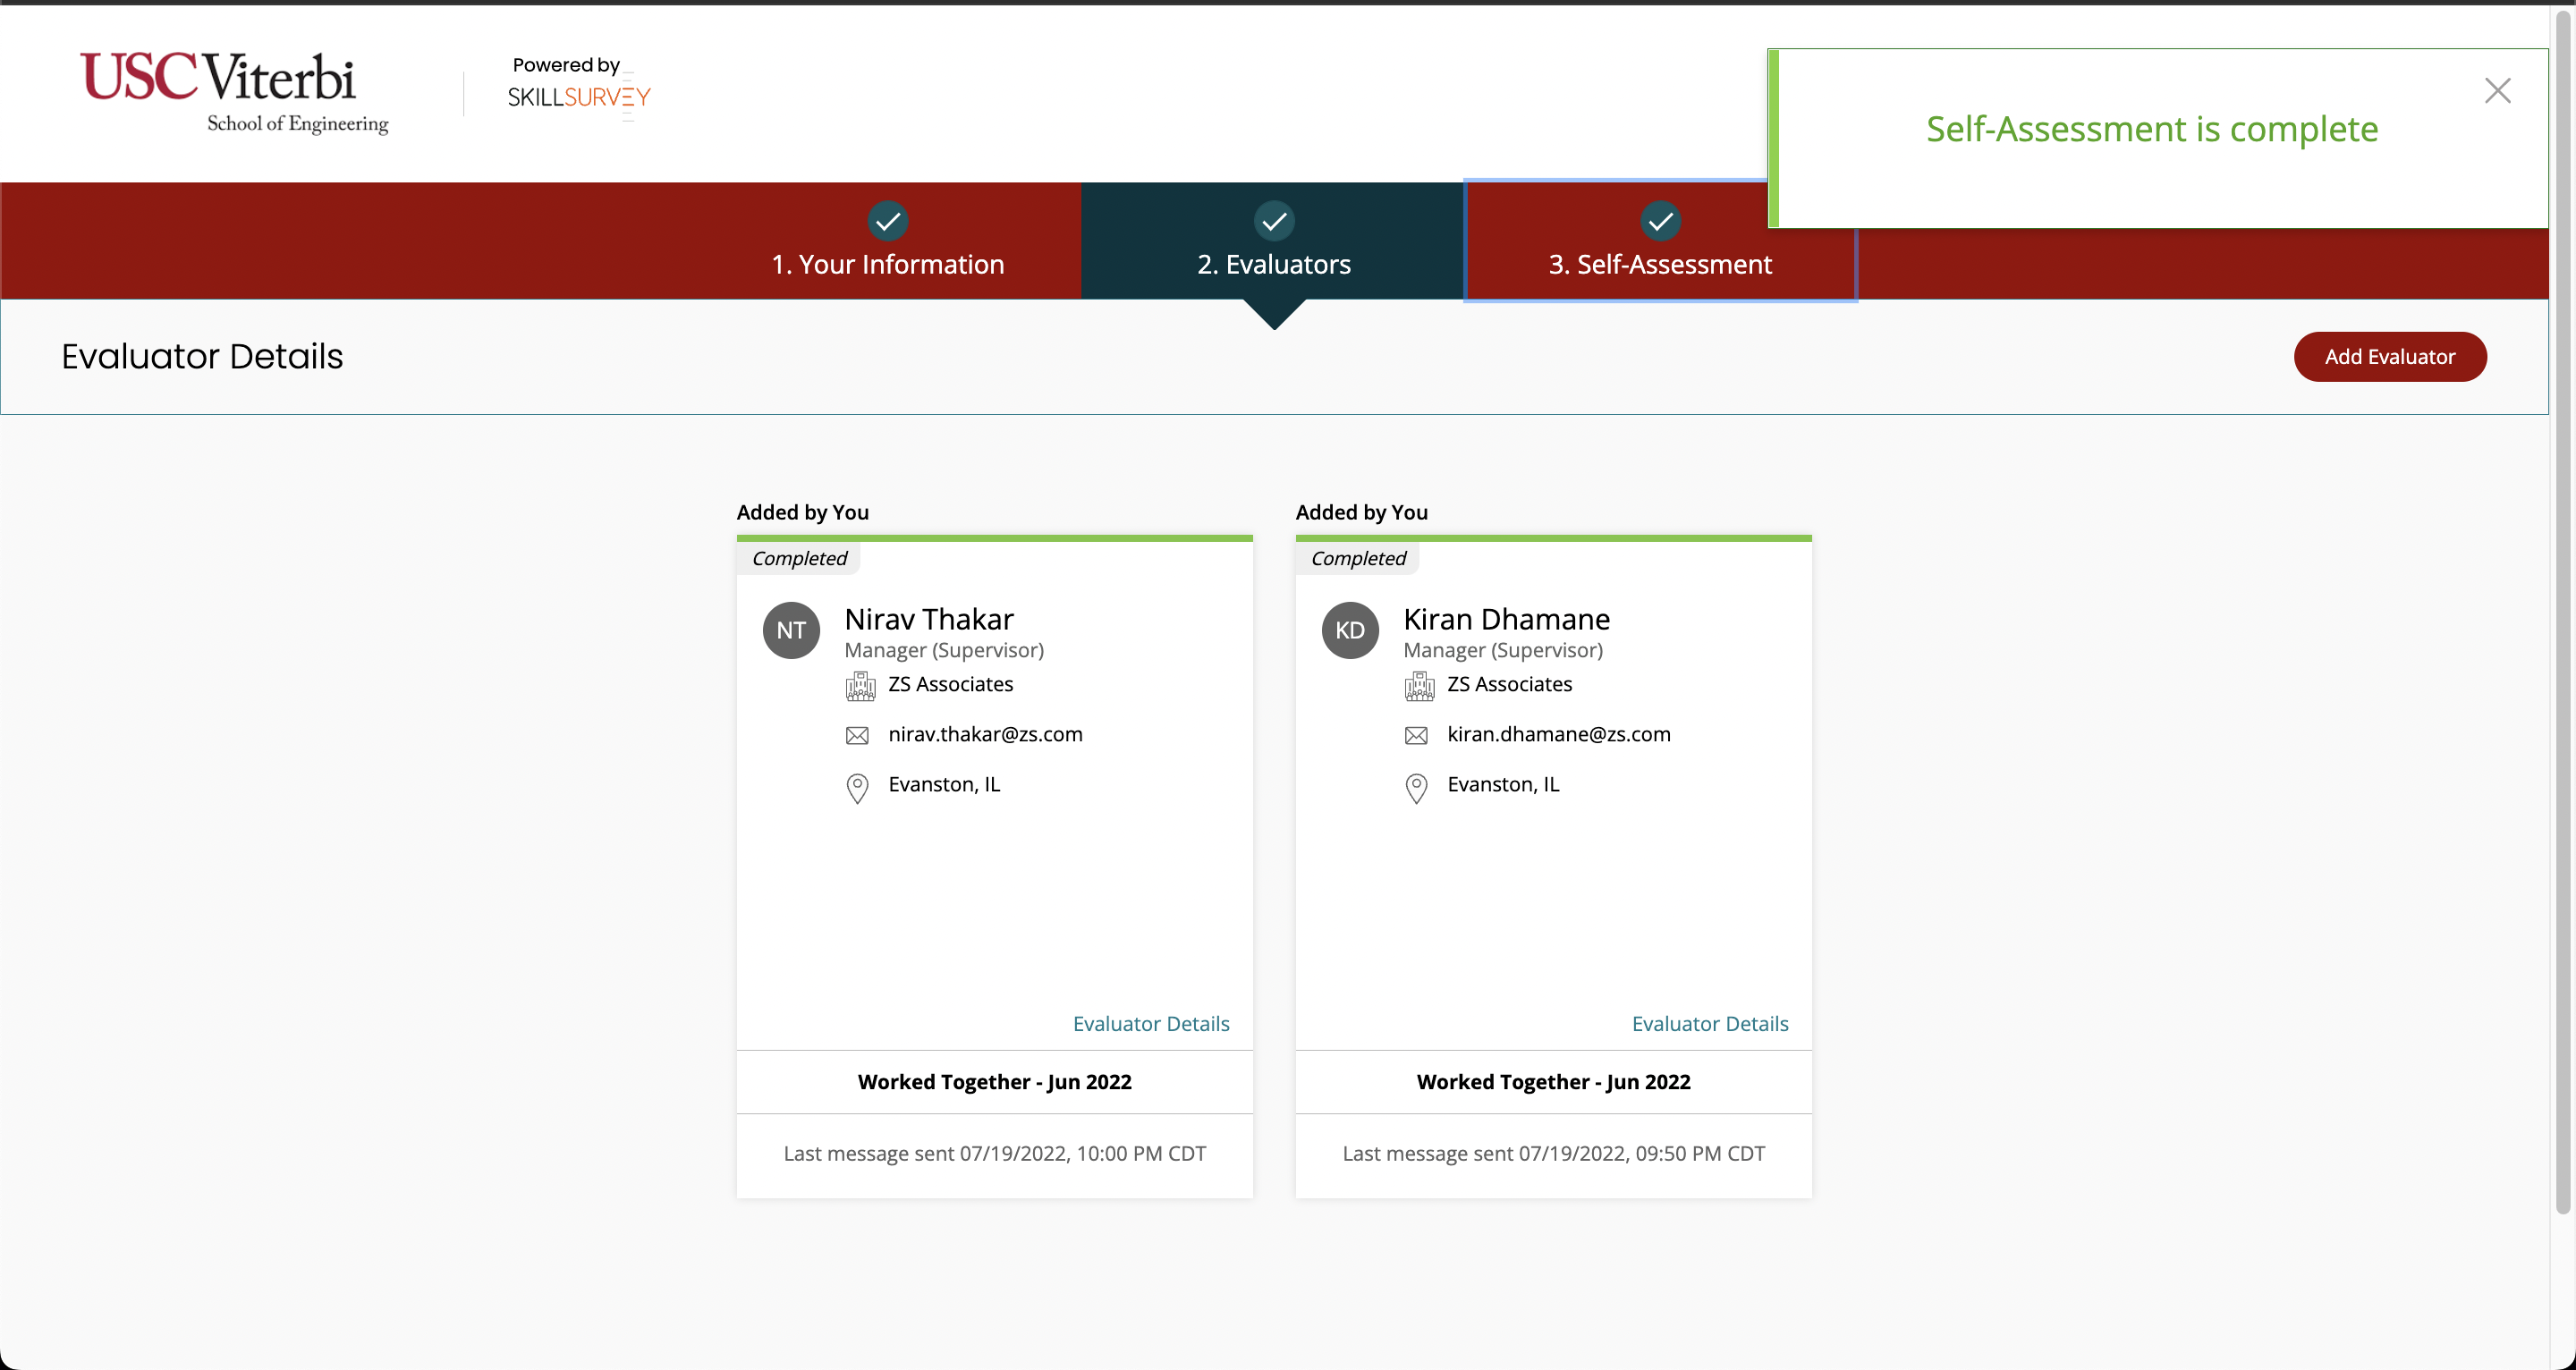 USC Viterbi
School of Engineering
Powered by
SKILLSURVEY
Self-Assessment is complete
1. Your Information
2. Evaluators
3. Self-Assessment
Evaluator Details
Add Evaluator
Added by You
Completed
NT
Nirav Thakar
Manager (Supervisor)
ZS Associates
nirav.thakar@zs.com
Evanston, IL
Evaluator Details
Worked Together - Jun 2022
Last message sent 07/19/2022, 10:00 PM CDT
Added by You
Completed
KD
Kiran Dhamane
Manager (Supervisor)
ZS Associates
kiran.dhamane@zs.com
Evanston, IL
Evaluator Details
Worked Together - Jun 2022
Last message sent 07/19/2022, 09:50 PM CDT